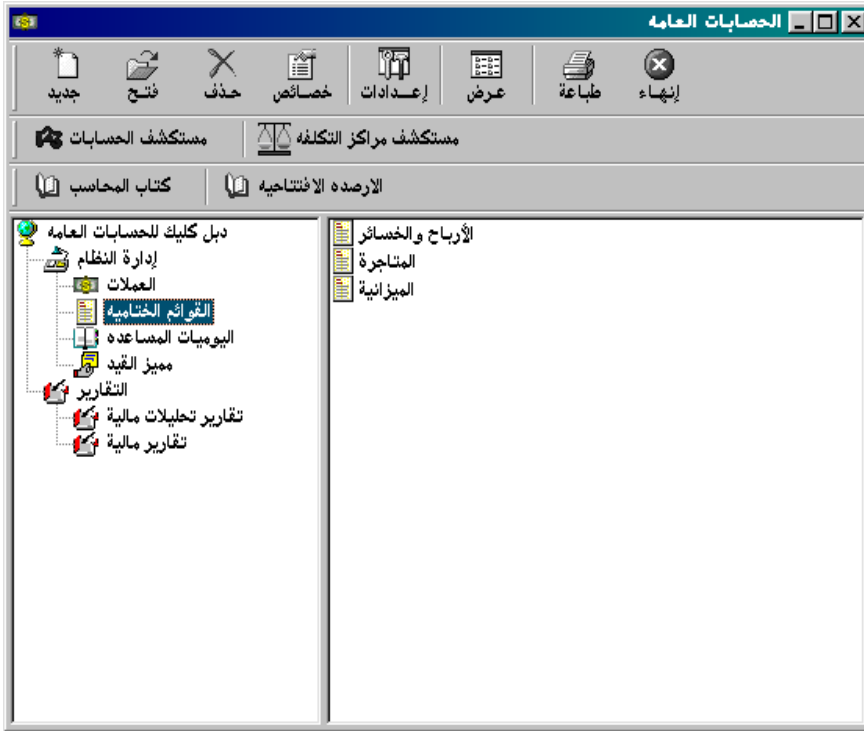 الحسابات العامه
جديد فتح حذف خصائص إعـدادات عرض طباعة إنهاء
مستكشف الحسابات مستكشف مراكز التكلفه
كتاب المحاسب الارصده الافتتاحيه
دبل كليك للحسابات العامه
إدارة النظام
العملات
القوائم الختاميه
اليوميات المساعده
مميز القيد
التقارير
تقارير تحليلات مالية
تقارير مالية
الأرباح والخسائر
المتاجرة
الميزانية